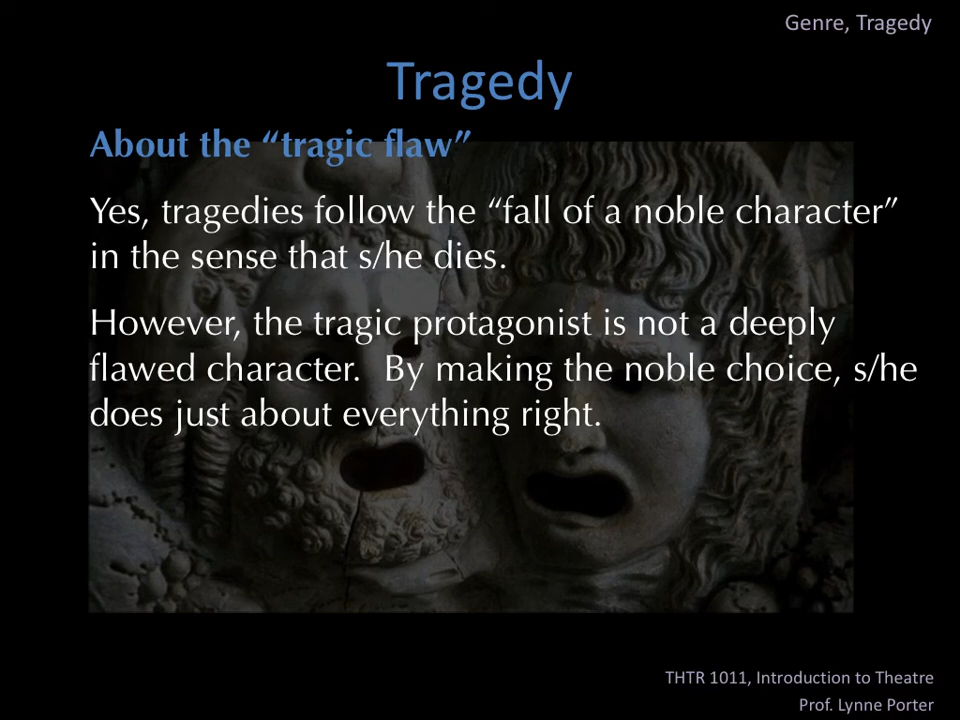 Genre, Tragedy
Tragedy
About the “tragic flaw”
Yes, tragedies follow the “fall of a noble character”
in the sense that s/he dies.
However, the tragic protagonist is not a deeply
flawed character.  By making the noble choice, s/he
does just about everything right.
THTR 1011, Introduction to Theatre
Prof. Lynne Porter